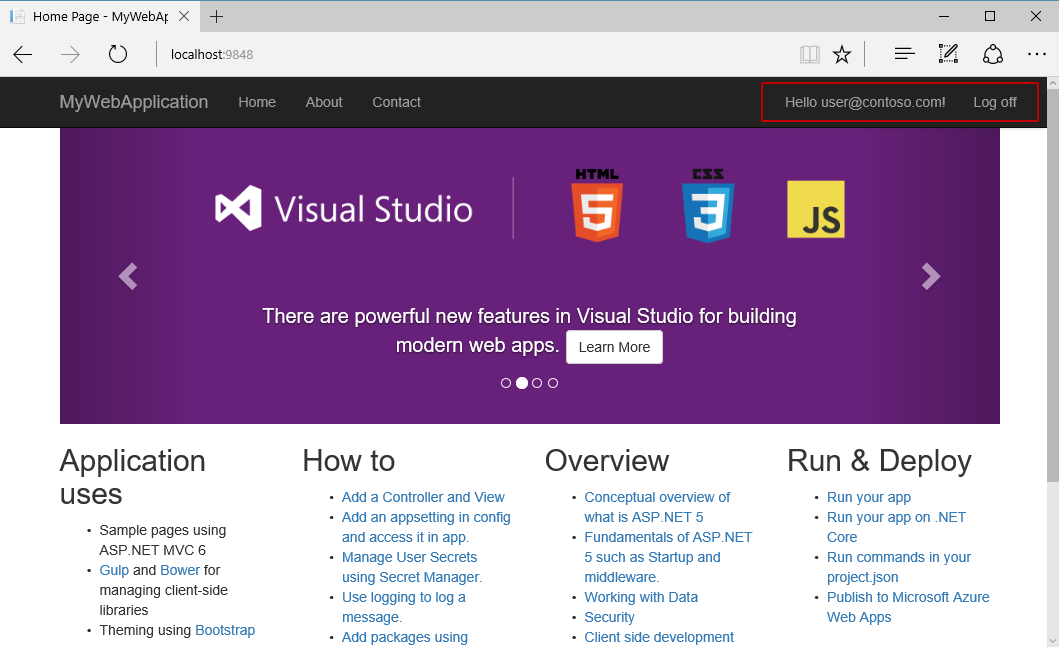 Home Page - MyWebAp
localhost:9848
MyWebApplication Home About Contact Hello user@contoso.com! Log off
Visual Studio HTML 5 CSS 3 JS
There are powerful new features in Visual Studio for building
modern web apps. Learn More
Application
uses
Sample pages using
ASP.NET MVC 6
Gulp and Bower for
managing client-side
libraries
Theming using Bootstrap
How to
Add a Controller and View
Add an appsetting in config
and access it in app.
Manage User Secrets
using Secret Manager.
Use logging to log a
message.
Add packages using
Overview
Conceptual overview of
what is ASP.NET 5
Fundamentals of ASP.NET
5 such as Startup and
middleware.
Working with Data
Security
Client side development
Run & Deploy
Run your app
Run your app on .NET
Core
Run commands in your
project.json
Publish to Microsoft Azure
Web Apps